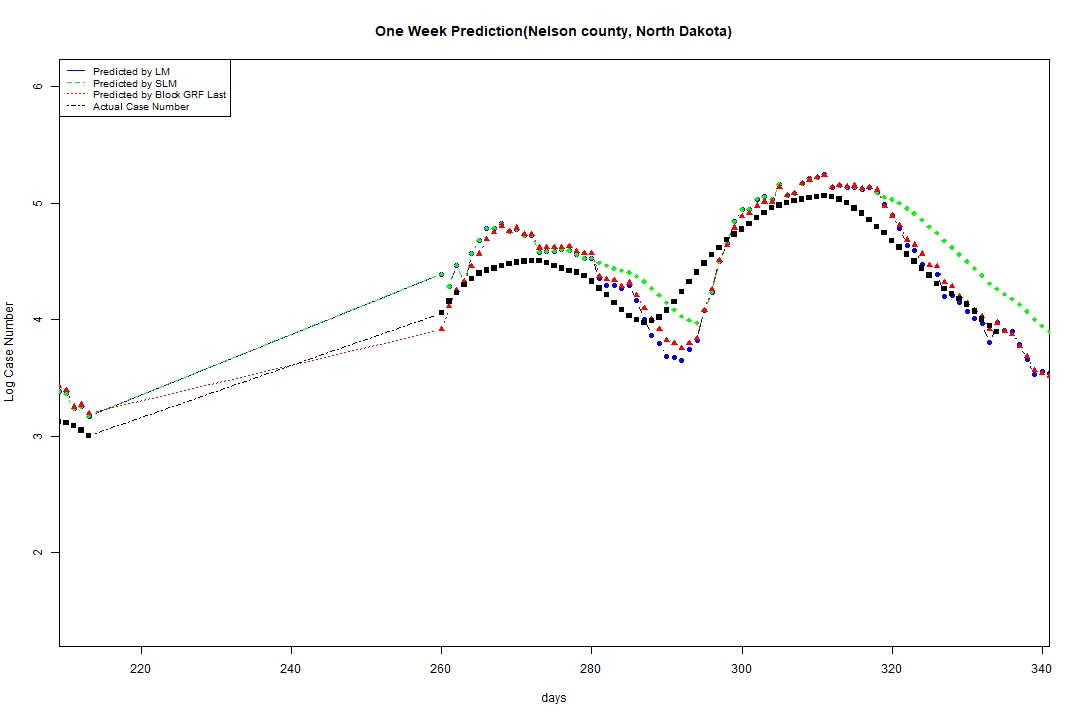 One Week Prediction(Nelson county, North Dakota)
Predicted by LM
Predicted by SLM
Predicted by Block GRF Last
Actual Case Number
Log Case Number
6
5
4
3
2
220 240 260 280 300 320 340
days